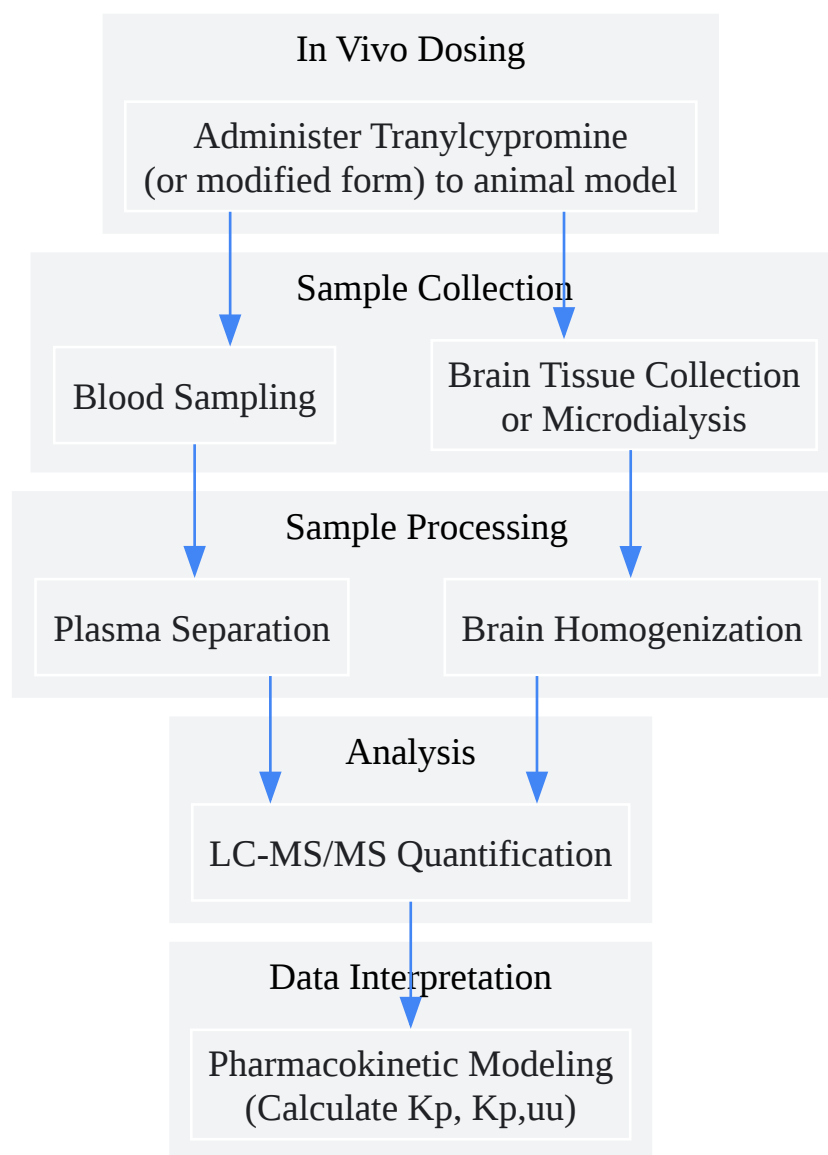 In Vivo Dosing
Administer Tranylcypromine
(or modified form) to animal model
Sample Collection
Blood Sampling
Brain Tissue Collection
or Microdialysis
Sample Processing
Plasma Separation
Brain Homogenization
Analysis
LC-MS/MS Quantification
Data Interpretation
Pharmacokinetic Modeling
(Calculate Kp, Kp,uu)